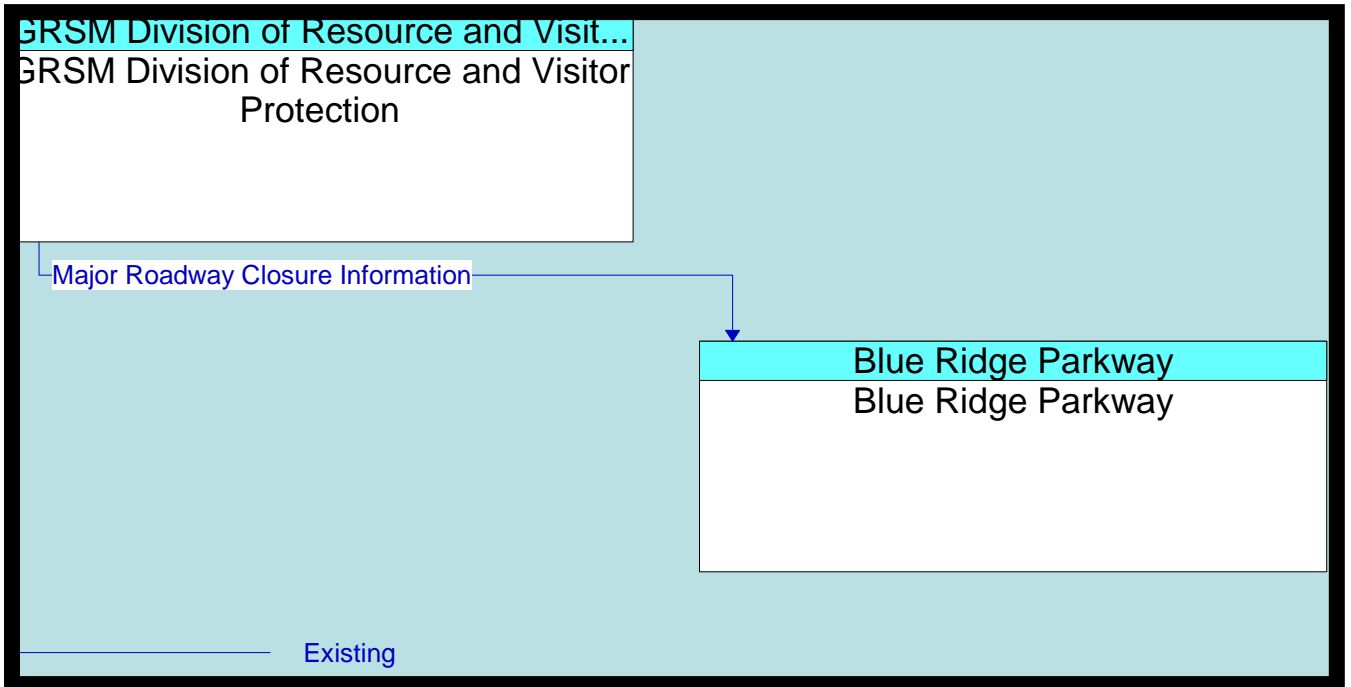 GRSM Division of Resource and Visit...
GRSM Division of Resource and Visitor
Protection
Major Roadway Closure Information
Blue Ridge Parkway
Blue Ridge Parkway
Existing